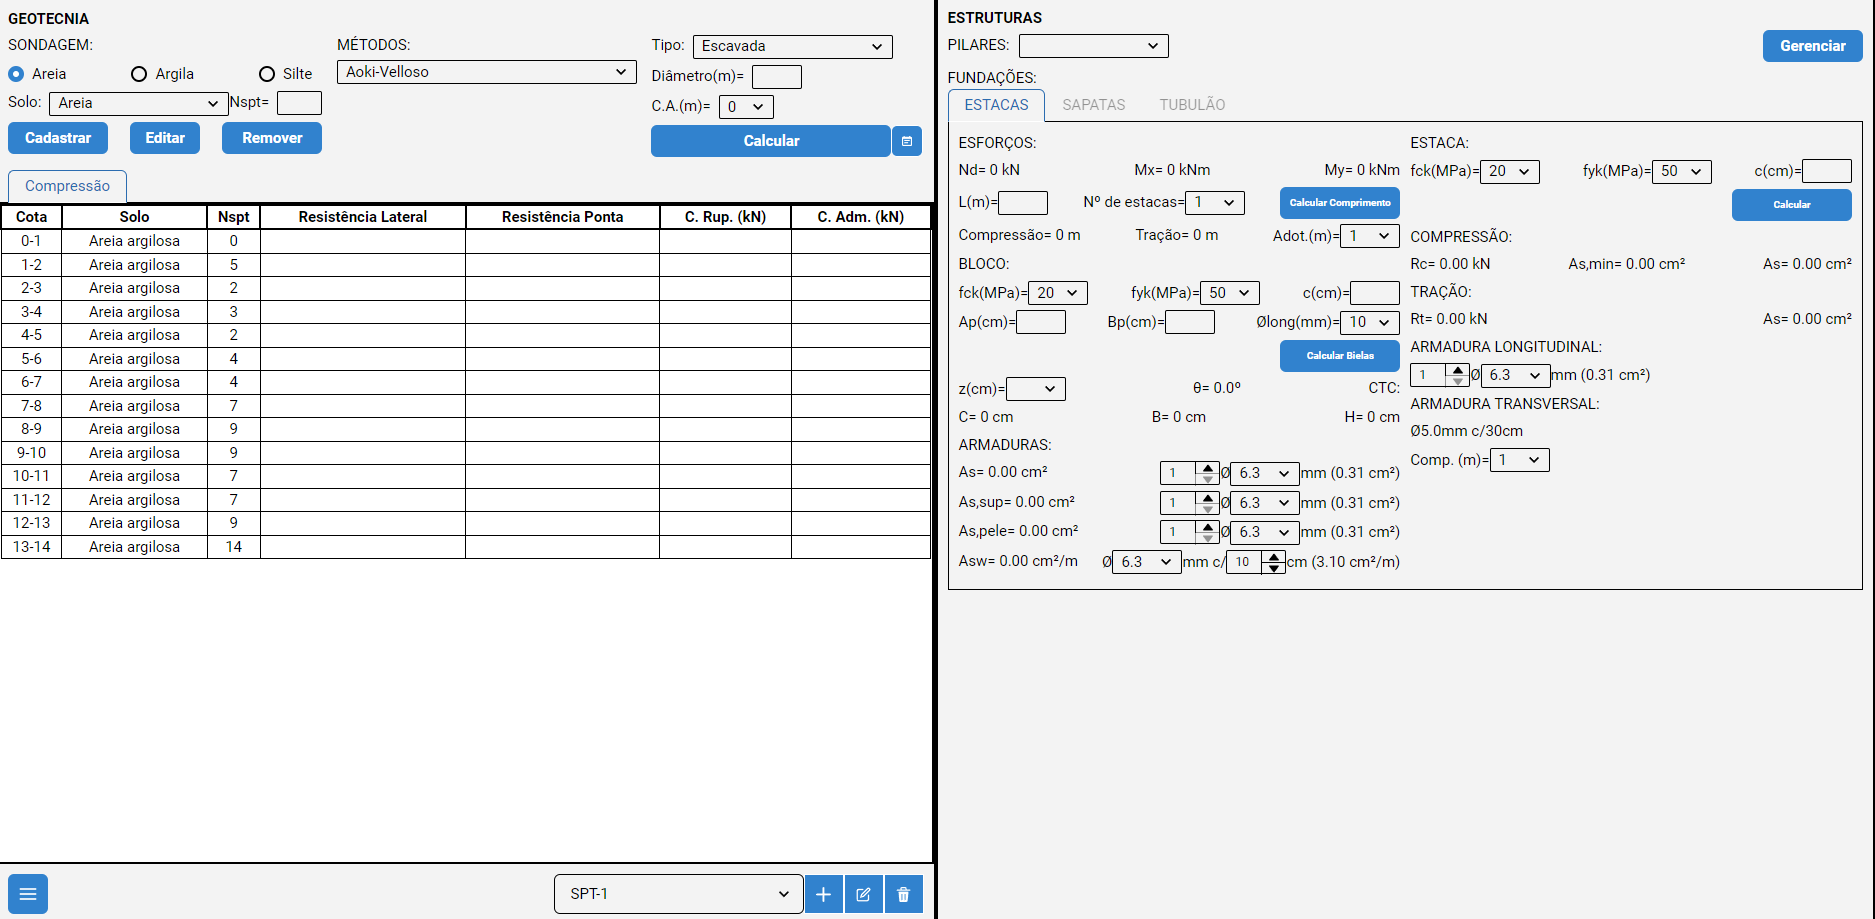 GEOTECNIA
SONDAGEM:
Areia Argila Silte
Solo: Areia Nspt=
Cadastrar Editar Remover
MÉTODOS:
Aoki-Velloso
Tipo: Escavada
Diâmetro(m)=
C.A.(m)= 0
Calcular
Compressão
Cota Solo Nspt Resistência Lateral Resistência Ponta C. Rup. (kN) C. Adm. (kN)
0-1 Areia argilosa 0
1-2 Areia argilosa 5
2-3 Areia argilosa 2
3-4 Areia argilosa 3
4-5 Areia argilosa 2
5-6 Areia argilosa 4
6-7 Areia argilosa 4
7-8 Areia argilosa 7
8-9 Areia argilosa 9
9-10 Areia argilosa 9
10-11 Areia argilosa 7
11-12 Areia argilosa 7
12-13 Areia argilosa 9
13-14 Areia argilosa 14
SPT-1
ESTRUTURAS
PILARES:
Gerenciar
FUNDAÇÕES:
ESTACAS SAPATAS TUBULÃO
ESFORÇOS:
Nd= 0 kN Mx= 0 kNm My= 0 kNm
L(m)= Nº de estacas= 1 Calcular Comprimento
Compressão= 0 m Tração= 0 m Adot.(m)= 1
BLOCO:
fck(MPa)= 20 fyk(MPa)= 50 c(cm)=
Ap(cm)= Bp(cm)= Ølong(mm)= 10
Calcular Bielas
z(cm)= θ= 0.0º CTC:
C= 0 cm B= 0 cm H= 0 cm
ARMADURAS:
As= 0.00 cm² 1 Ø 6.3 mm (0.31 cm²)
As,sup= 0.00 cm² 1 Ø 6.3 mm (0.31 cm²)
As,pele= 0.00 cm² 1 Ø 6.3 mm (0.31 cm²)
Asw= 0.00 cm²/m Ø 6.3 mm c/ 10 cm (3.10 cm²/m)
ESTACA:
fck(MPa)= 20 fyk(MPa)= 50 c(cm)=
Calcular
COMPRESSÃO:
Rc= 0.00 kN As,min= 0.00 cm² As= 0.00 cm²
TRAÇÃO:
Rt= 0.00 kN As= 0.00 cm²
ARMADURA LONGITUDINAL:
1 Ø 6.3 mm (0.31 cm²)
ARMADURA TRANSVERSAL:
Ø5.0mm c/30cm
Comp. (m)= 1